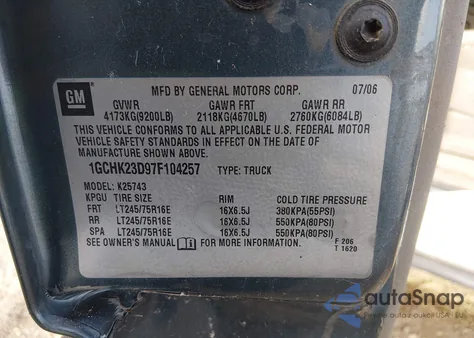 GM
MFD BY GENERAL MOTORS CORP. 07/06
GVWR GAWR FRT GAWR RR
4173KG(9200LB) 2118KG(4670LB) 2760KG(6084LB)
THIS VEHICLE CONFORMS TO ALL APPLICABLE U.S. FEDERAL MOTOR
VEHICLE SAFETY STANDARDS IN EFFECT ON THE DATE OF
MANUFACTURE SHOWN ABOVE.
1GCHK23D97F104257 TYPE: TRUCK
MODEL: K25743
KPGU TIRE SIZE RIM COLD TIRE PRESSURE
FRT LT245/75R16E 16X6.5J 380KPA(55PSI)
RR LT245/75R16E 16X6.5J 550KPA(80PSI)
SPA LT245/75R16E 16X6.5J 550KPA(80PSI)
SEE OWNER'S MANUAL FOR MORE INFORMATION. F 206
T 1620
autoSnap